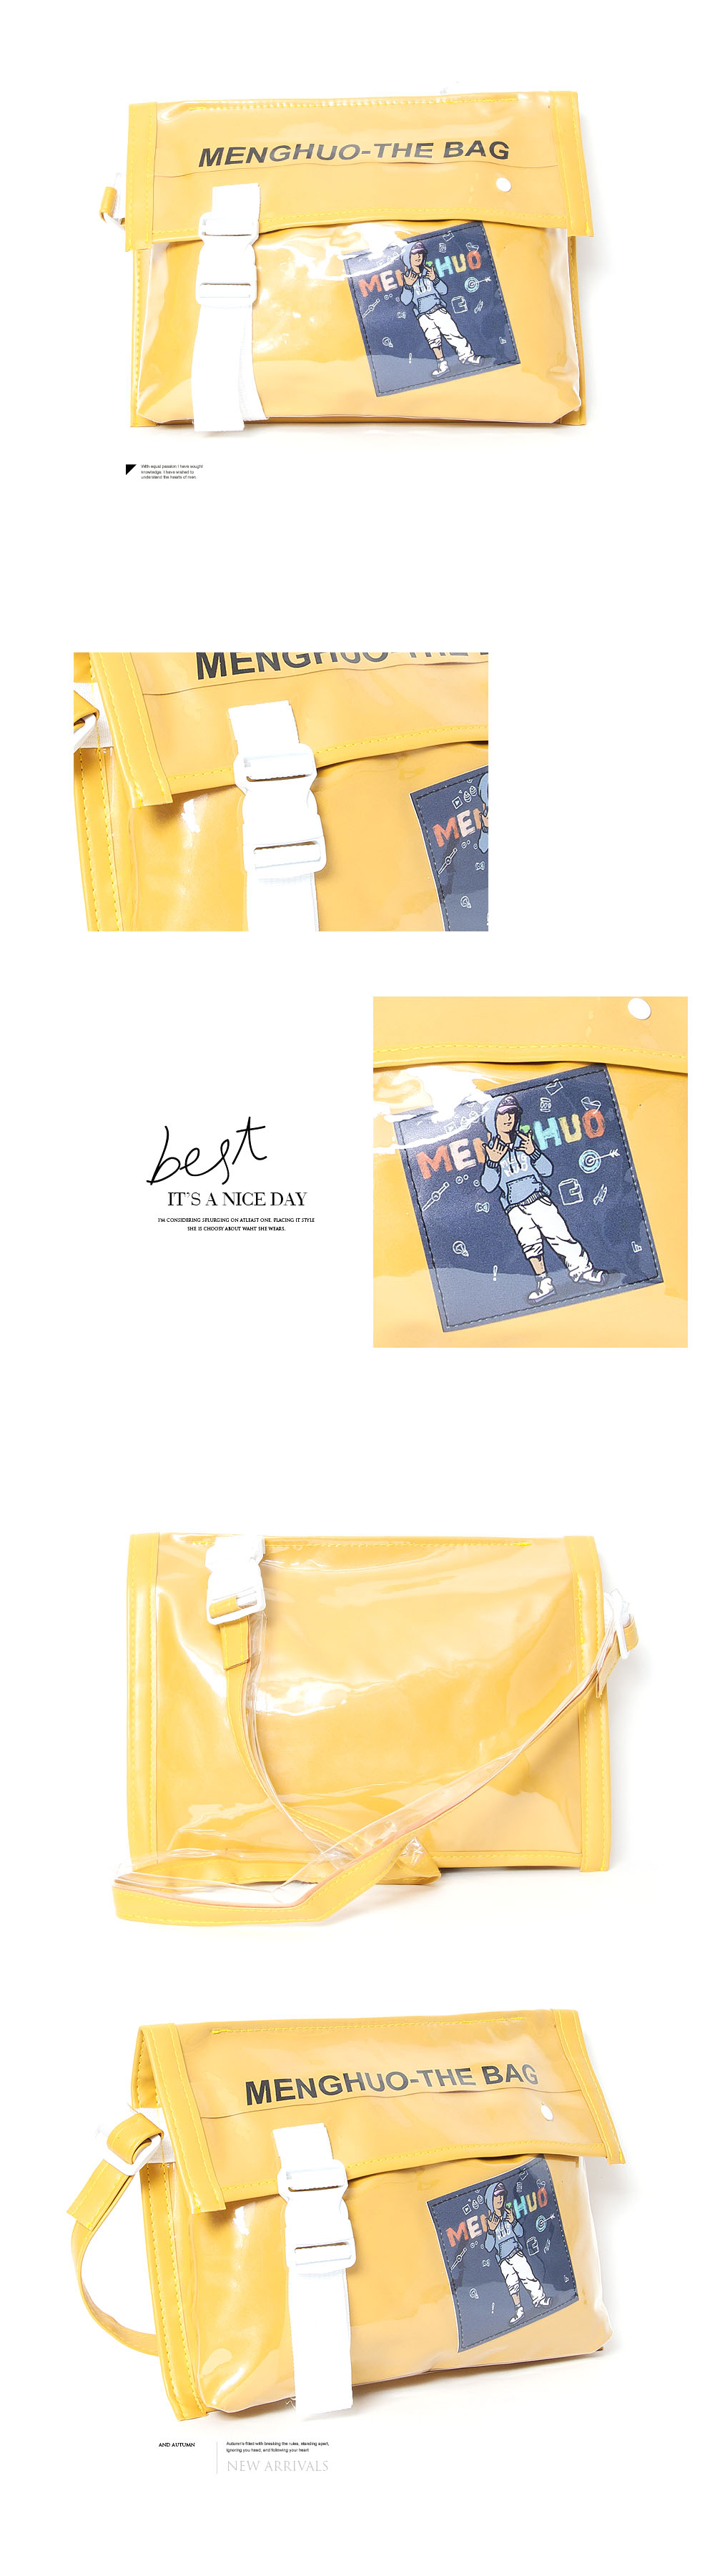 MENGHUO-THE BAG
MENGHUO
With equal passion I have sought
knowledge. I have wished to
understand the hearts of men.
MENGHUO-THE B
MEN
MENGHUO
best
IT'S A NICE DAY
I'M CONSIDERING SPLURGING ON ATLEAST ONE. PLACING IT STYLE
SHE IS CHOOSY ABOUT WANT SHE WEARS.
MENGHUO-THE BAG
MENGHUO
AND AUTUMN
Autumn is filled with breaking the rules, standing apart,
ignoring you head, and following your heart
NEW ARRIVALS